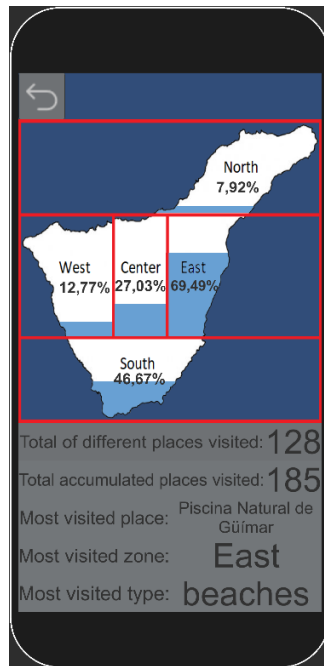 North
7,92%
West Center East
12,77% 27,03% 69,49%
South
46,67%
Total of different places visited: 128
Total accumulated places visited: 185
Most visited place: Piscina Natural de
Güímar
Most visited zone: East
Most visited type: beaches